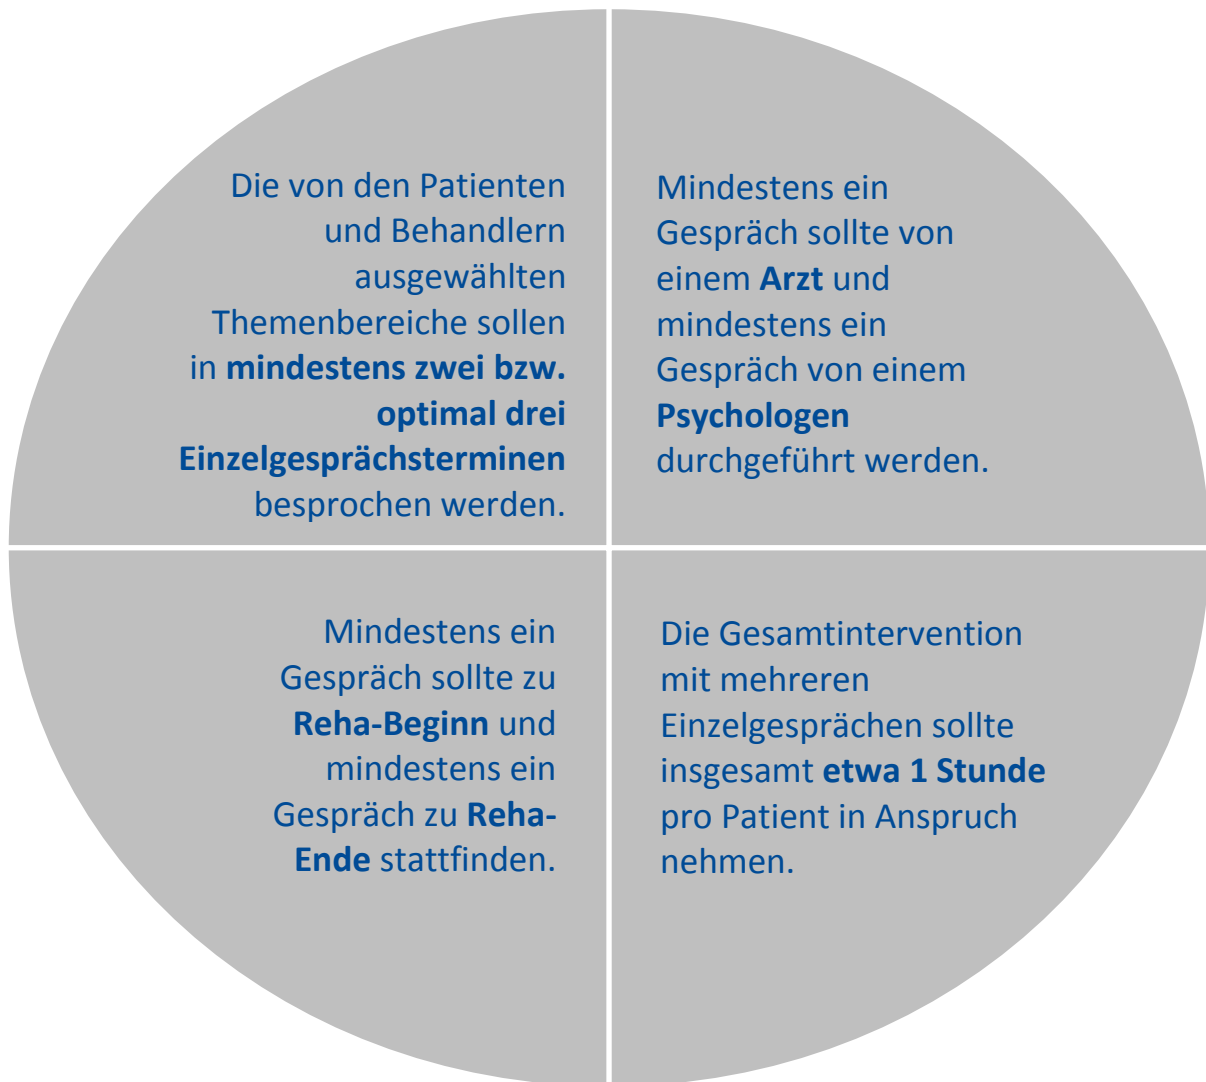 Die von den Patienten
und Behandlern
ausgewählten
Themenbereiche sollen
in mindestens zwei bzw.
optimal drei
Einzelgesprächsterminen
besprochen werden.
Mindestens ein
Gespräch sollte von
einem Arzt und
mindestens ein
Gespräch von einem
Psychologen
durchgeführt werden.
Mindestens ein
Gespräch sollte zu
Reha-Beginn und
mindestens ein
Gespräch zu Reha-
Ende stattfinden.
Die Gesamtintervention
mit mehreren
Einzelgesprächen sollte
insgesamt etwa 1 Stunde
pro Patient in Anspruch
nehmen.